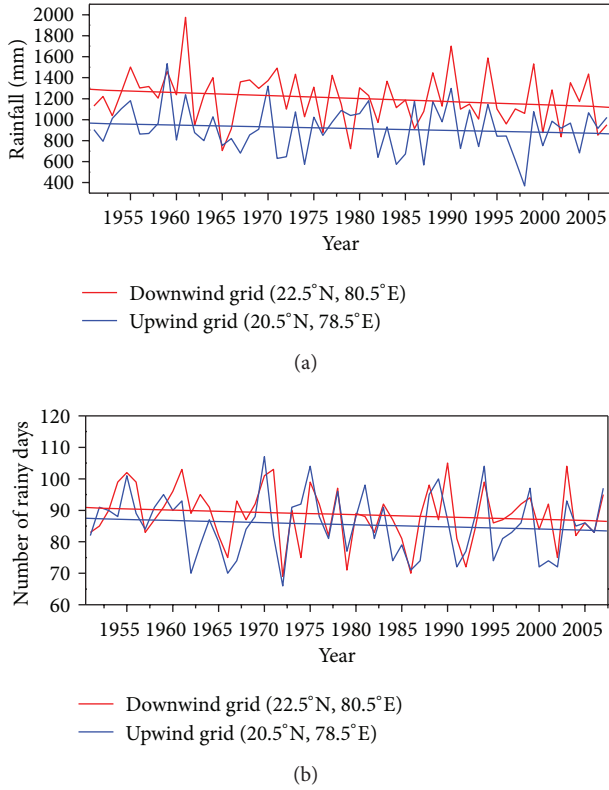 2000
1800
1600
1400
1200
1000
800
600
400
Rainfall (mm)
1955 1960 1965 1970 1975 1980 1985 1990 1995 2000 2005
Year
Downwind grid (22.5°N, 80.5°E)
Upwind grid (20.5°N, 78.5°E)
(a)
120
110
100
90
80
70
60
Number of rainy days
1955 1960 1965 1970 1975 1980 1985 1990 1995 2000 2005
Year
Downwind grid (22.5°N, 80.5°E)
Upwind grid (20.5°N, 78.5°E)
(b)